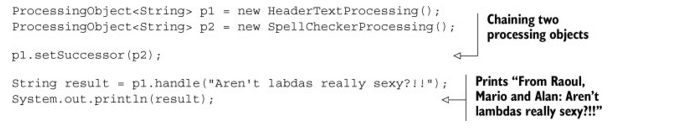 ProcessingObject<String> p1 = new HeaderTextProcessing();
ProcessingObject<String> p2 = new SpellCheckerProcessing();
Chaining two
processing objects
p1.setSuccessor(p2);
String result = p1.handle("Aren't labdas really sexy?!!");
System.out.println(result);
Prints “From Raoul,
Mario and Alan: Aren’t
lambdas really sexy?!!”